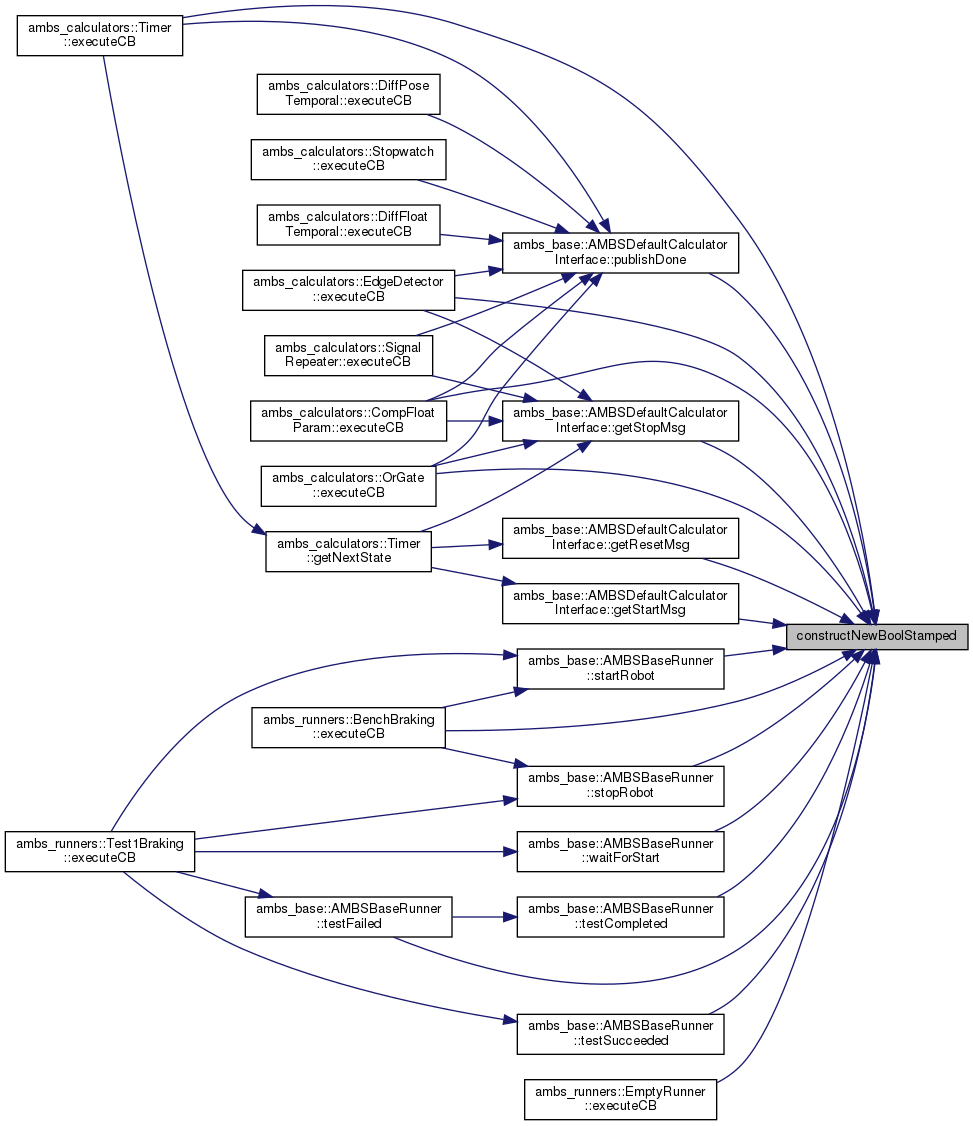 ambs_calculators::Timer
::executeCB
ambs_calculators::DiffPose
Temporal::executeCB
ambs_calculators::Stopwatch
::executeCB
ambs_calculators::DiffFloat
Temporal::executeCB
ambs_base::AMBSDefaultCalculator
Interface::publishDone
ambs_calculators::EdgeDetector
::executeCB
ambs_calculators::Signal
Repeater::executeCB
ambs_calculators::CompFloat
Param::executeCB
ambs_base::AMBSDefaultCalculator
Interface::getStopMsg
ambs_calculators::OrGate
::executeCB
ambs_calculators::Timer
::getNextState
ambs_base::AMBSDefaultCalculator
Interface::getResetMsg
ambs_base::AMBSDefaultCalculator
Interface::getStartMsg
constructNewBoolStamped
ambs_base::AMBSBaseRunner
::startRobot
ambs_runners::BenchBraking
::executeCB
ambs_base::AMBSBaseRunner
::stopRobot
ambs_runners::Test1Braking
::executeCB
ambs_base::AMBSBaseRunner
::waitForStart
ambs_base::AMBSBaseRunner
::testFailed
ambs_base::AMBSBaseRunner
::testCompleted
ambs_base::AMBSBaseRunner
::testSucceeded
ambs_runners::EmptyRunner
::executeCB